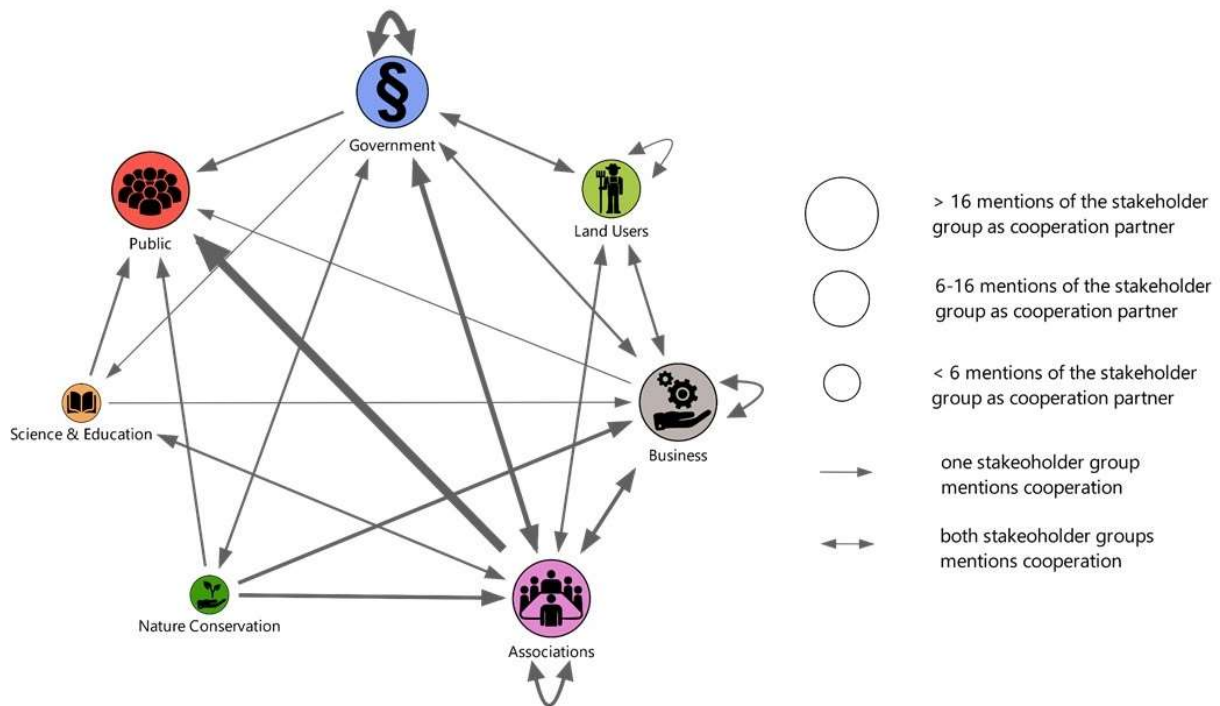 §
Government
Public
Land Users
Science & Education
Business
Nature Conservation
Associations
> 16 mentions of the stakeholder
group as cooperation partner
6-16 mentions of the stakeholder
group as cooperation partner
< 6 mentions of the stakeholder
group as cooperation partner
one stakeoholder group
mentions cooperation
both stakeoholder groups
mentions cooperation